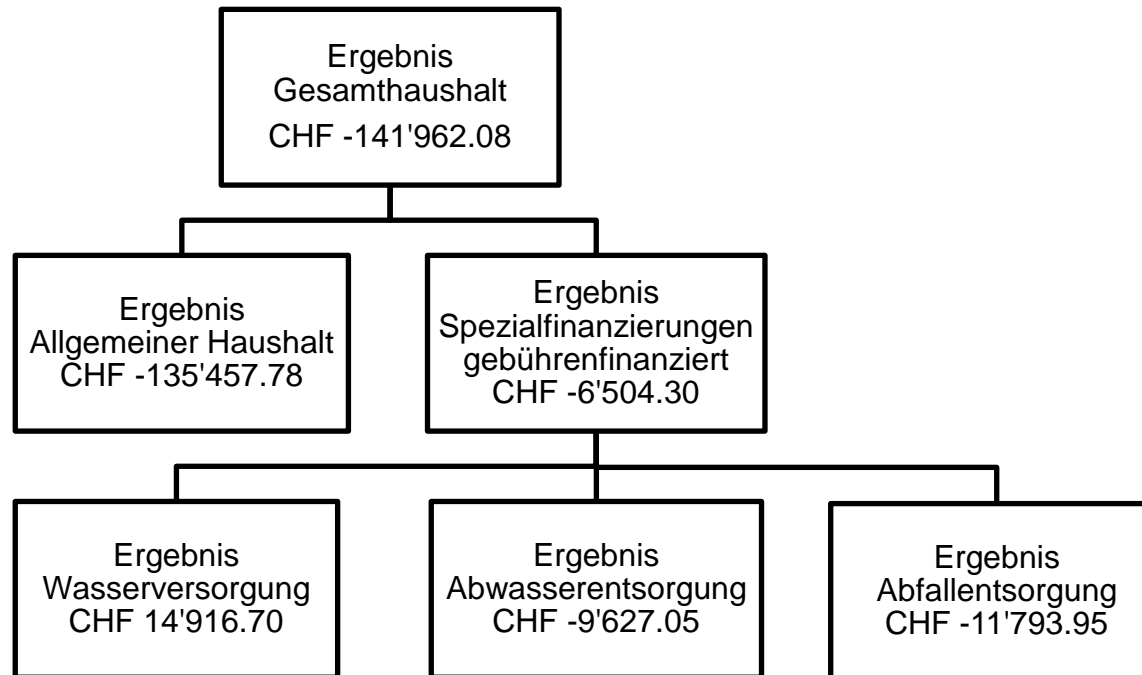 Ergebnis
Gesamthaushalt
CHF -141'962.08
Ergebnis
Allgemeiner Haushalt
CHF -135'457.78
Ergebnis
Spezialfinanzierungen
gebührenfinanziert
CHF -6'504.30
Ergebnis
Wasserversorgung
CHF 14'916.70
Ergebnis
Abwasserentsorgung
CHF -9'627.05
Ergebnis
Abfallentsorgung
CHF -11'793.95